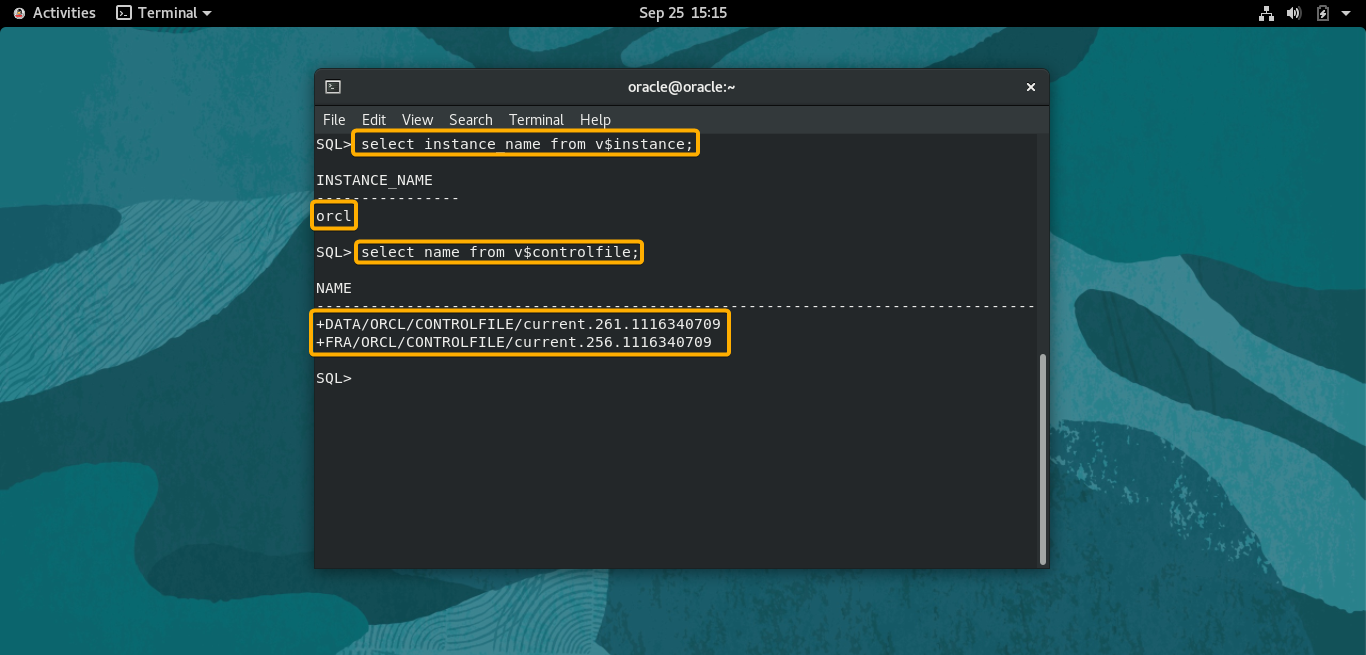 Activities Terminal Sep 25 15:15
oracle@oracle:~
File Edit View Search Terminal Help
SQL> select instance_name from v$instance;
INSTANCE_NAME
----------------
orcl
SQL> select name from v$controlfile;
NAME
--------------------------------------------------------------------------------
+DATA/ORCL/CONTROLFILE/current.261.1116340709
+FRA/ORCL/CONTROLFILE/current.256.1116340709
SQL>